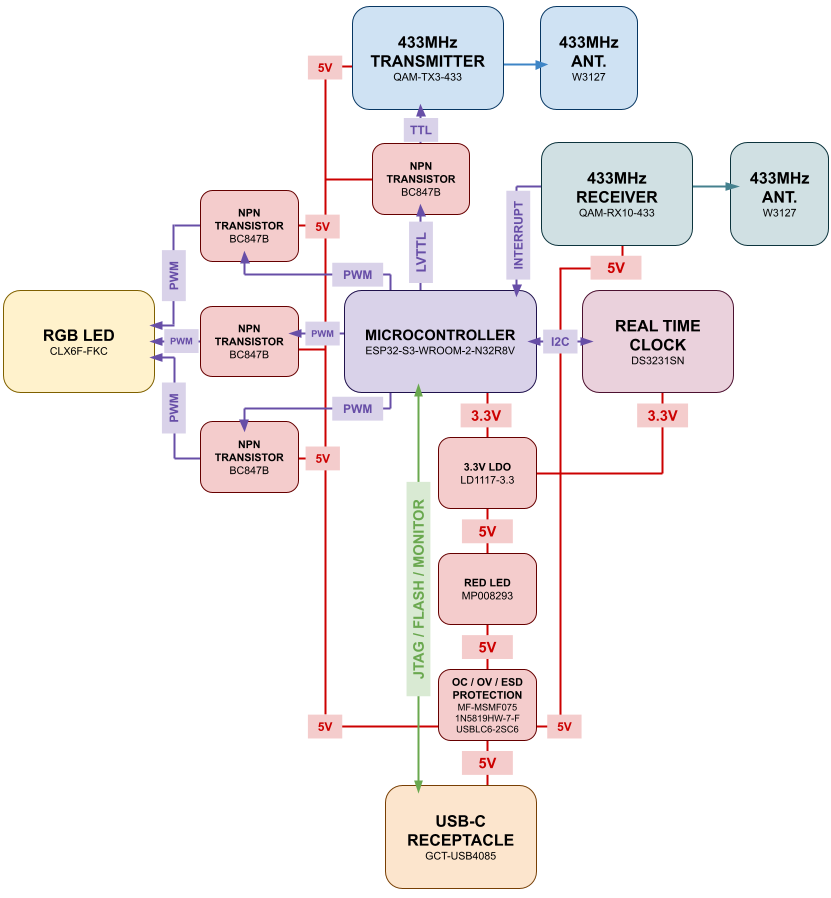 433MHz
TRANSMITTER
QAM-TX3-433
433MHz
ANT.
W3127
5V
TTL
NPN
TRANSISTOR
BC847B
433MHz
RECEIVER
QAM-RX10-433
433MHz
ANT.
W3127
NPN
TRANSISTOR
BC847B
5V
LVTTL
INTERRUPT
5V
PWM
PWM
RGB LED
CLX6F-FKC
PWM
NPN
TRANSISTOR
BC847B
PWM
MICROCONTROLLER
ESP32-S3-WROOM-2-N32R8V
I2C
REAL TIME
CLOCK
DS3231SN
PWM
PWM
3.3V
3.3V
NPN
TRANSISTOR
BC847B
5V
3.3V LDO
LD1117-3.3
5V
JTAG / FLASH / MONITOR
RED LED
MP008293
5V
OC / OV / ESD
PROTECTION
MF-MSMF075
1N5819HW-7-F
USBLC6-2SC6
5V
5V
5V
USB-C
RECEPTACLE
GCT-USB4085